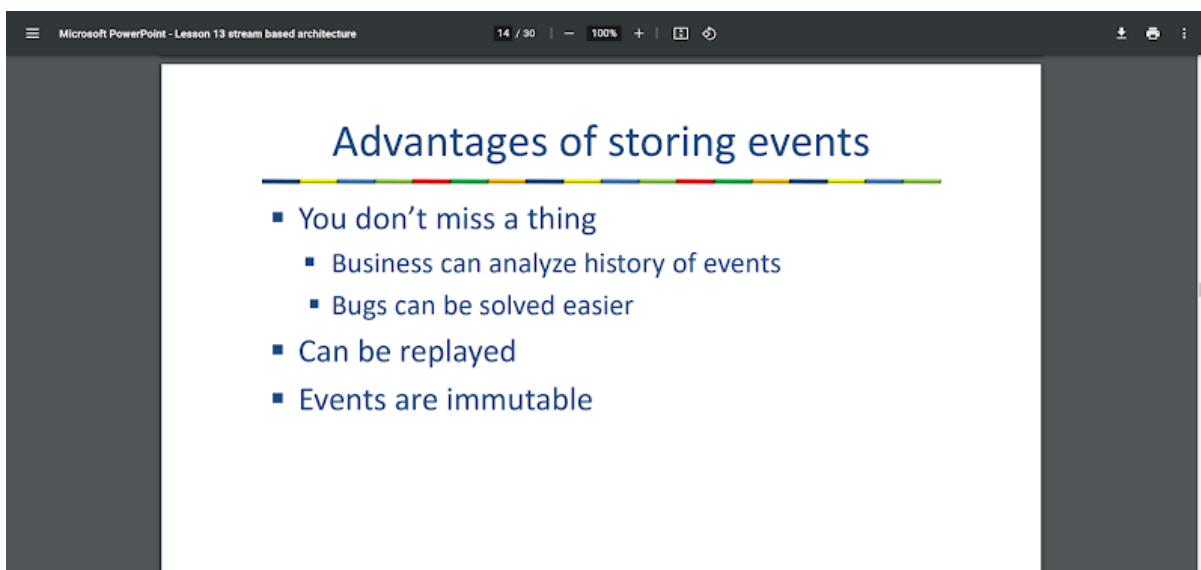 Microsoft PowerPoint - Lesson 13 stream based architecture
14 / 30
100%
Advantages of storing events
You don’t miss a thing
Business can analyze history of events
Bugs can be solved easier
Can be replayed
Events are immutable